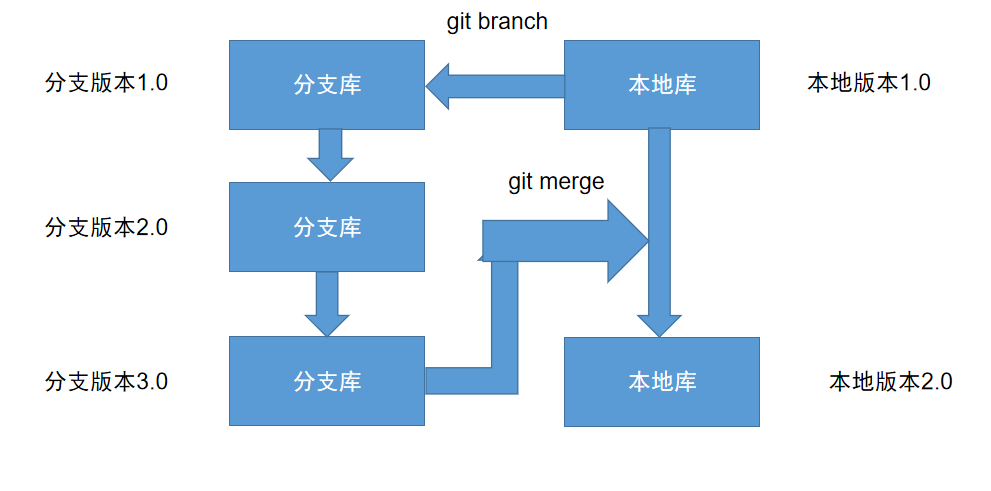 git branch
分支版本1.0
分支库
本地库
本地版本1.0
git merge
分支版本2.0
分支库
分支版本3.0
分支库
本地库
本地版本2.0